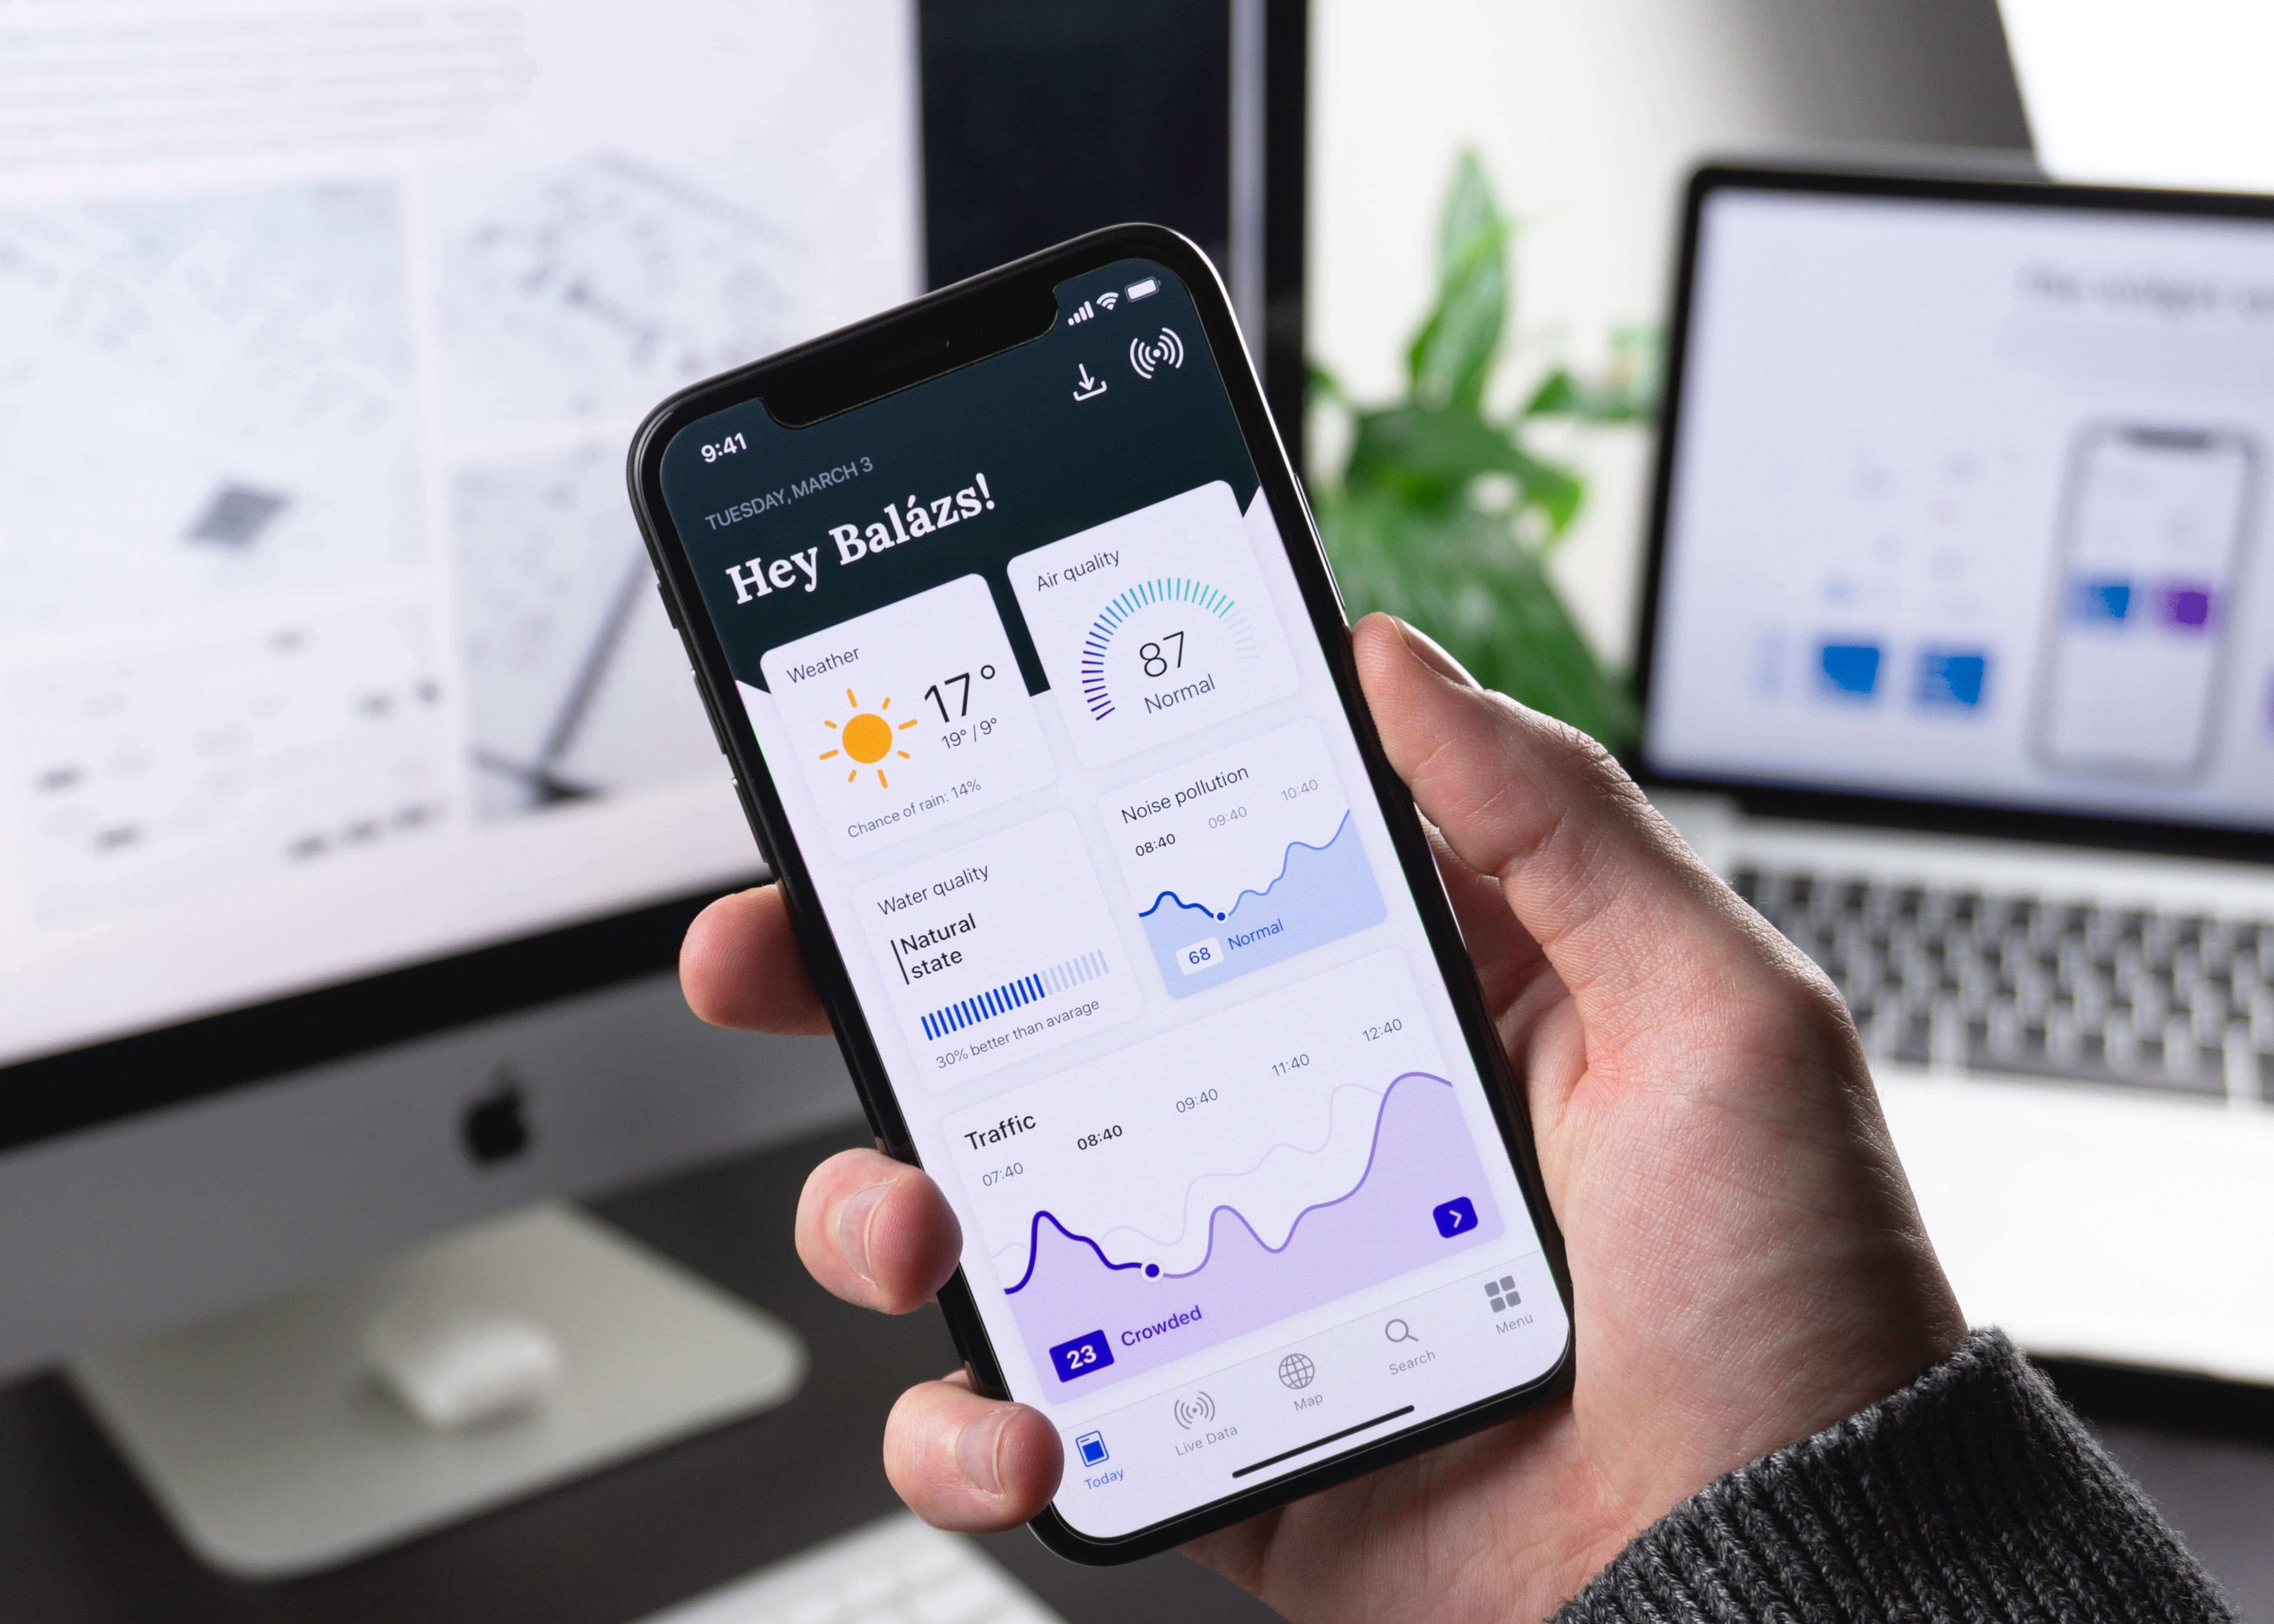 9:41
TUESDAY, MARCH 3
Hey Balázs!
Weather
17°
19° / 9°
Chance of rain: 14%
Air quality
87
Normal
Water quality
Natural
state
30% better than avarage
Noise pollution
08:40 09:40 10:40
68 Normal
Traffic
07:40 08:40 09:40 11:40 12:40
23 Crowded
Today Live Data Map Search Menu